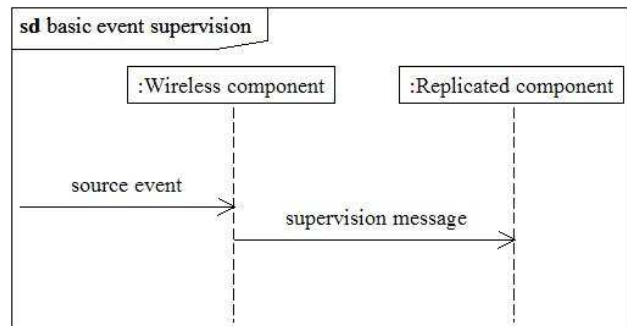 sd basic event supervision
:Wireless component
:Replicated component
source event
supervision message